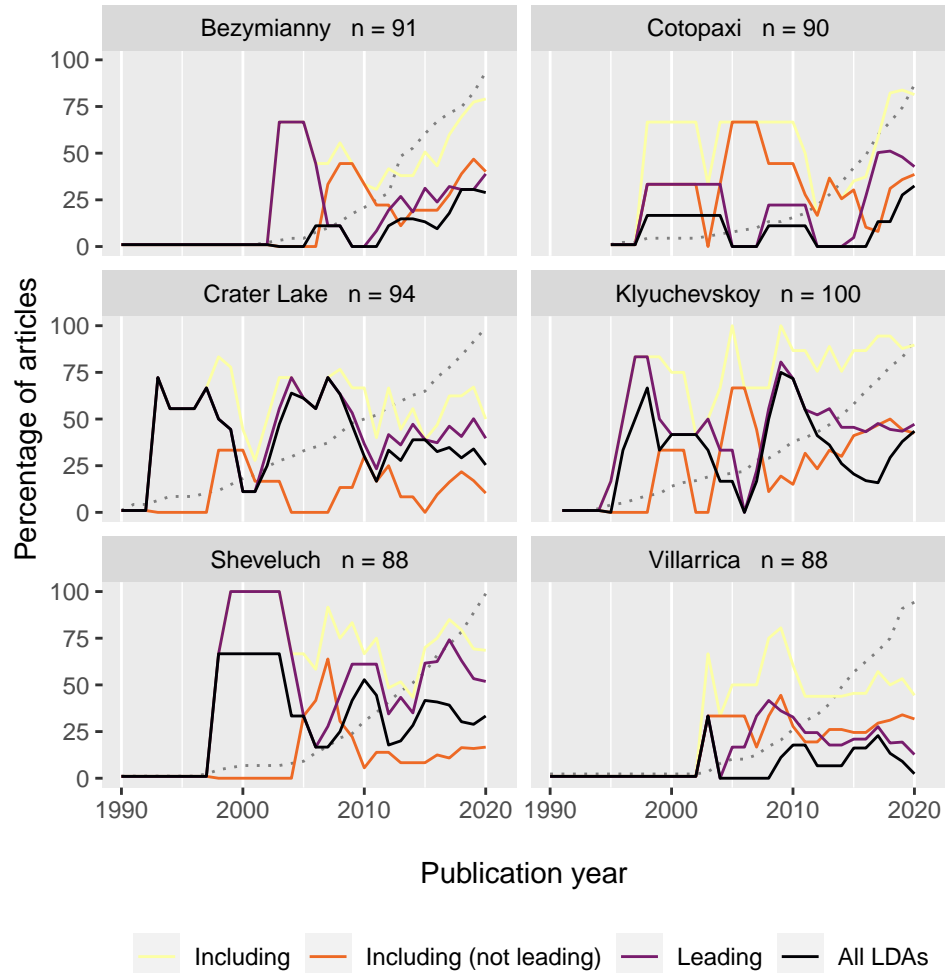 Bezymianny n = 91
Cotopaxi n = 90
100
75
50
25
0
Crater Lake n = 94
Klyuchevskoy n = 100
100
75
50
25
0
Percentage of articles
Sheveluch n = 88
Villarrica n = 88
100
75
50
25
0
1990 2000 2010 2020 1990 2000 2010 2020
Publication year
Including Including (not leading) Leading All LDAs